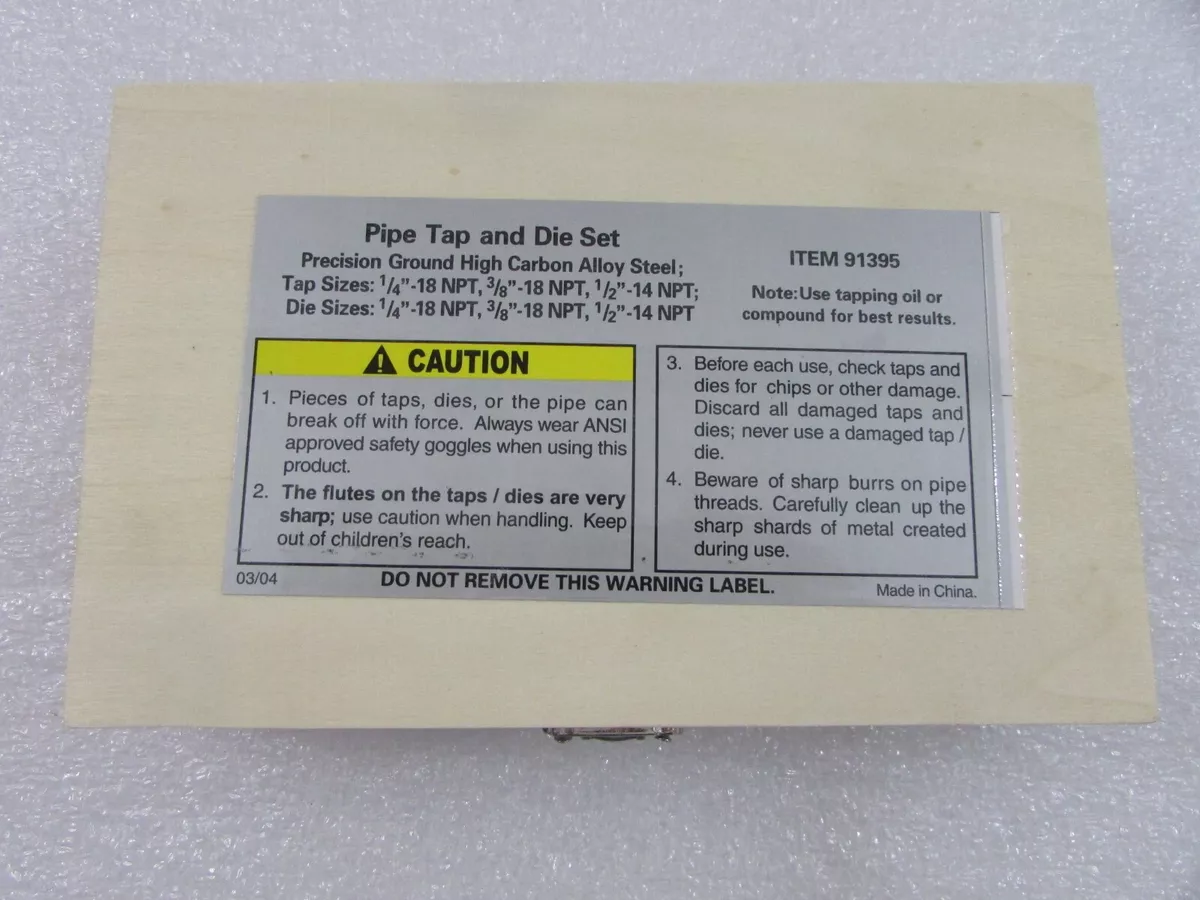 Pipe Tap and Die Set
Precision Ground High Carbon Alloy Steel;
Tap Sizes: 1/4"-18 NPT, 3/8"-18 NPT, 1/2"-14 NPT;
Die Sizes: 1/4"-18 NPT, 3/8"-18 NPT, 1/2"-14 NPT
ITEM 91395
Note:Use tapping oil or
compound for best results.
CAUTION
1. Pieces of taps, dies, or the pipe can
break off with force. Always wear ANSI
approved safety goggles when using this
product.
2. The flutes on the taps / dies are very
sharp; use caution when handling. Keep
out of children's reach.
3. Before each use, check taps and
dies for chips or other damage.
Discard all damaged taps and
dies; never use a damaged tap /
die.
4. Beware of sharp burrs on pipe
threads. Carefully clean up the
sharp shards of metal created
during use.
03/04
DO NOT REMOVE THIS WARNING LABEL.
Made in China.